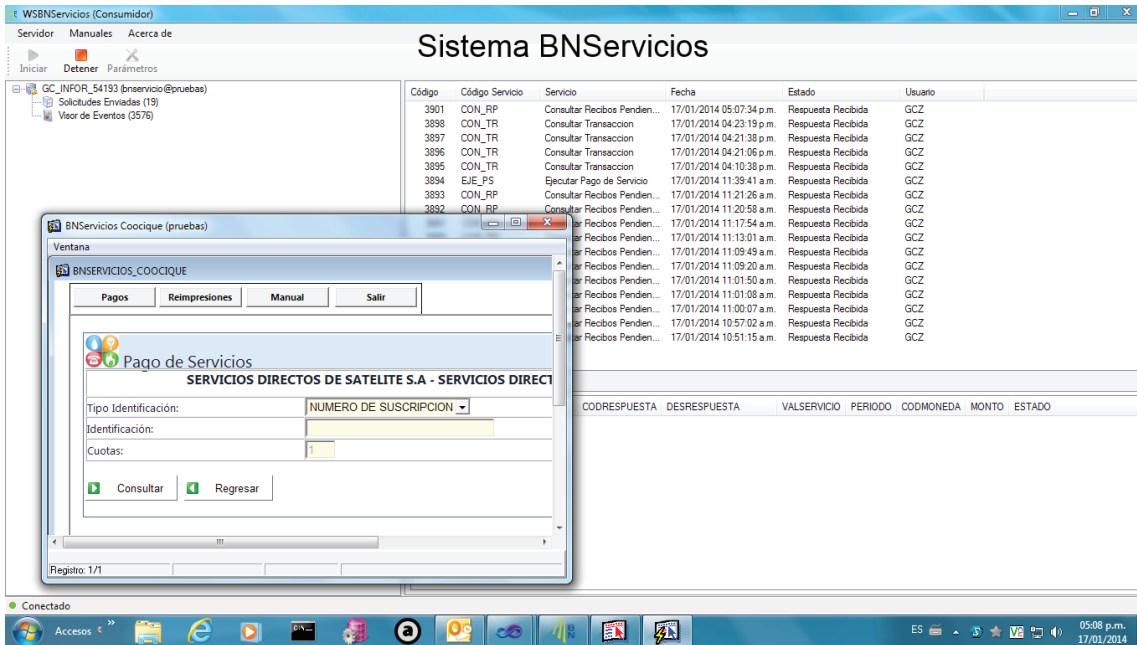 WSBNServicios (Consumidor)
Servidor Manuales Acerca de
Sistema BNServicios
Iniciar Detener Parámetros
GC_INFOR_54193 (bnservicio@pruebas)
Solicitudes Enviadas (19)
Visor de Eventos (3576)
Código Código Servicio Servicio Fecha Estado Usuario
3901 CON_RP Consultar Recibos Pendien... 17/01/2014 05:07:34 p.m. Respuesta Recibida GCZ
3898 CON_TR Consultar Transaccion 17/01/2014 04:23:19 p.m. Respuesta Recibida GCZ
3897 CON_TR Consultar Transaccion 17/01/2014 04:21:38 p.m. Respuesta Recibida GCZ
3896 CON_TR Consultar Transaccion 17/01/2014 04:21:06 p.m. Respuesta Recibida GCZ
3895 CON_TR Consultar Transaccion 17/01/2014 04:10:38 p.m. Respuesta Recibida GCZ
3894 EJE_PS Ejecutar Pago de Servicio 17/01/2014 11:39:41 a.m. Respuesta Recibida GCZ
3893 CON_RP Consultar Recibos Pendien... 17/01/2014 11:21:26 a.m. Respuesta Recibida GCZ
3892 CON_RP Consultar Recibos Pendien... 17/01/2014 11:20:58 a.m. Respuesta Recibida GCZ
tar Recibos Pendien... 17/01/2014 11:17:54 a.m. Respuesta Recibida GCZ
tar Recibos Pendien... 17/01/2014 11:13:01 a.m. Respuesta Recibida GCZ
tar Recibos Pendien... 17/01/2014 11:09:49 a.m. Respuesta Recibida GCZ
tar Recibos Pendien... 17/01/2014 11:09:20 a.m. Respuesta Recibida GCZ
tar Recibos Pendien... 17/01/2014 11:01:50 a.m. Respuesta Recibida GCZ
tar Recibos Pendien... 17/01/2014 11:01:08 a.m. Respuesta Recibida GCZ
tar Recibos Pendien... 17/01/2014 11:00:07 a.m. Respuesta Recibida GCZ
tar Recibos Pendien... 17/01/2014 10:57:02 a.m. Respuesta Recibida GCZ
tar Recibos Pendien... 17/01/2014 10:51:15 a.m. Respuesta Recibida GCZ
BNServicios Coocique (pruebas)
Ventana
BNSERVICIOS_COOCIQUE
Pagos Reimpresiones Manual Salir
Pago de Servicios
SERVICIOS DIRECTOS DE SATELITE S.A - SERVICIOS DIRECT
Tipo Identificación: NUMERO DE SUSCRIPCION
Identificación:
Cuotas: 1
Consultar Regresar
Registro: 1/1
CODRESPUESTA DESRESPUESTA VALSERVICIO PERIODO CODMONEDA MONTO ESTADO
Conectado
Accesos
ES
05:08 p.m.
17/01/2014